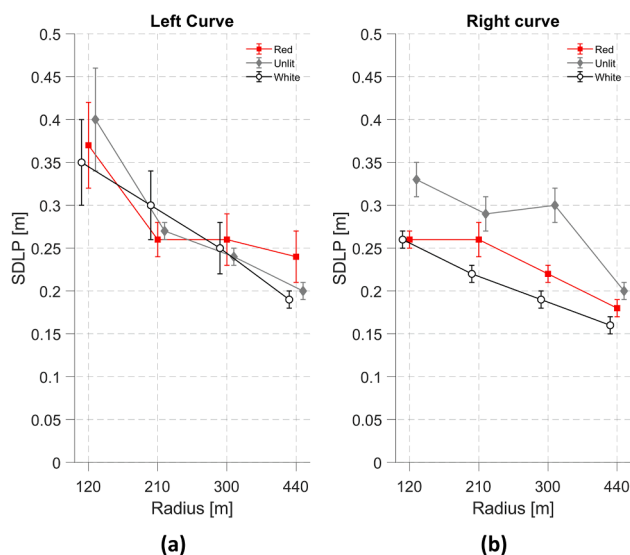 Left Curve
0.5
0.45
0.4
0.35
0.3
0.25
0.2
0.15
0.1
0.05
0
SDLP [m]
Red
Unlit
White
120 210 300 440
Radius [m]
(a)
Right curve
0.5
0.45
0.4
0.35
0.3
0.25
0.2
0.15
0.1
0.05
0
SDLP [m]
Red
Unlit
White
120 210 300 440
Radius [m]
(b)